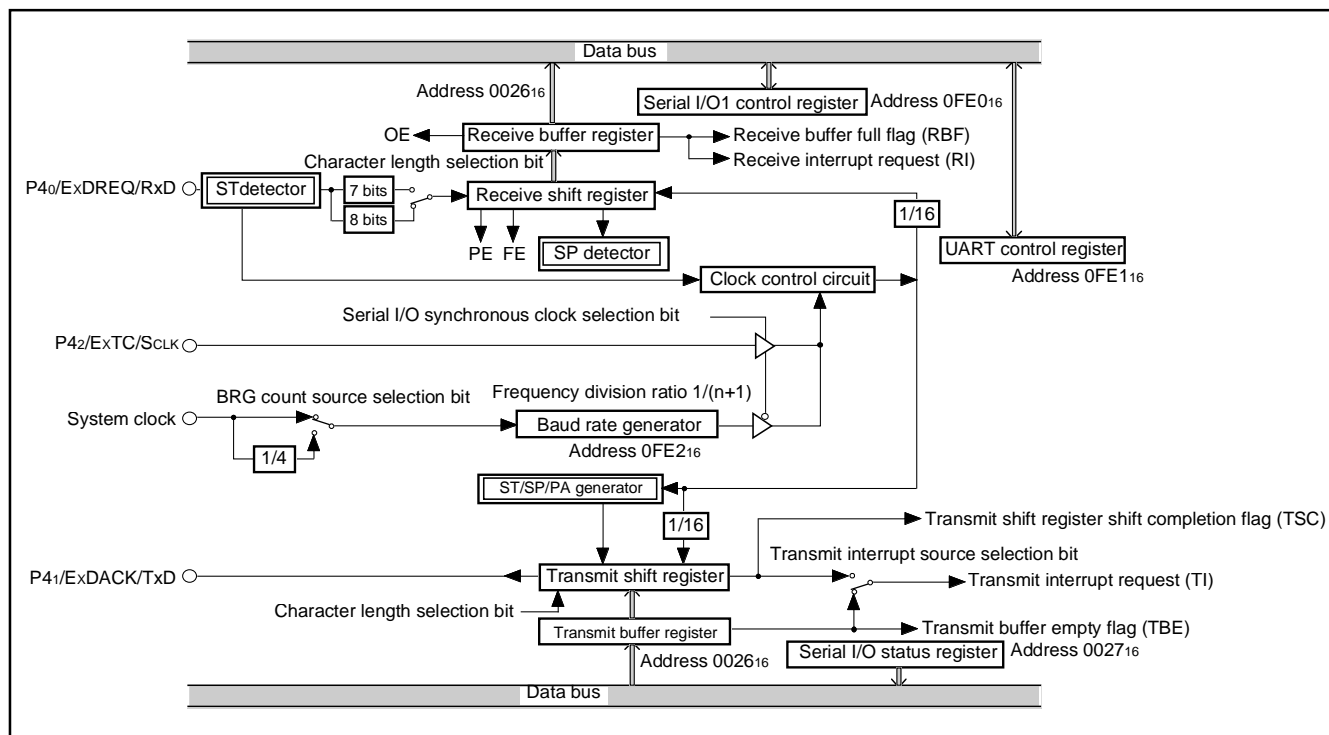 Data bus
Address 002616
Serial I/O1 control register
Address 0FE016
OE
Receive buffer register
Receive buffer full flag (RBF)
Receive interrupt request (RI)
Character length selection bit
P40/EXDREQ/RxD
STdetector
7 bits
8 bits
Receive shift register
1/16
PE
FE
SP detector
UART control register
Address 0FE116
Clock control circuit
Serial I/O synchronous clock selection bit
P42/EXTC/SCLK
BRG count source selection bit
Frequency division ratio 1/(n+1)
System clock
Baud rate generator
1/4
Address 0FE216
ST/SP/PA generator
1/16
Transmit shift register shift completion flag (TSC)
Transmit interrupt source selection bit
P41/EXDACK/TxD
Transmit shift register
Transmit interrupt request (TI)
Character length selection bit
Transmit buffer register
Transmit buffer empty flag (TBE)
Serial I/O status register
Address 002716
Address 002616
Data bus